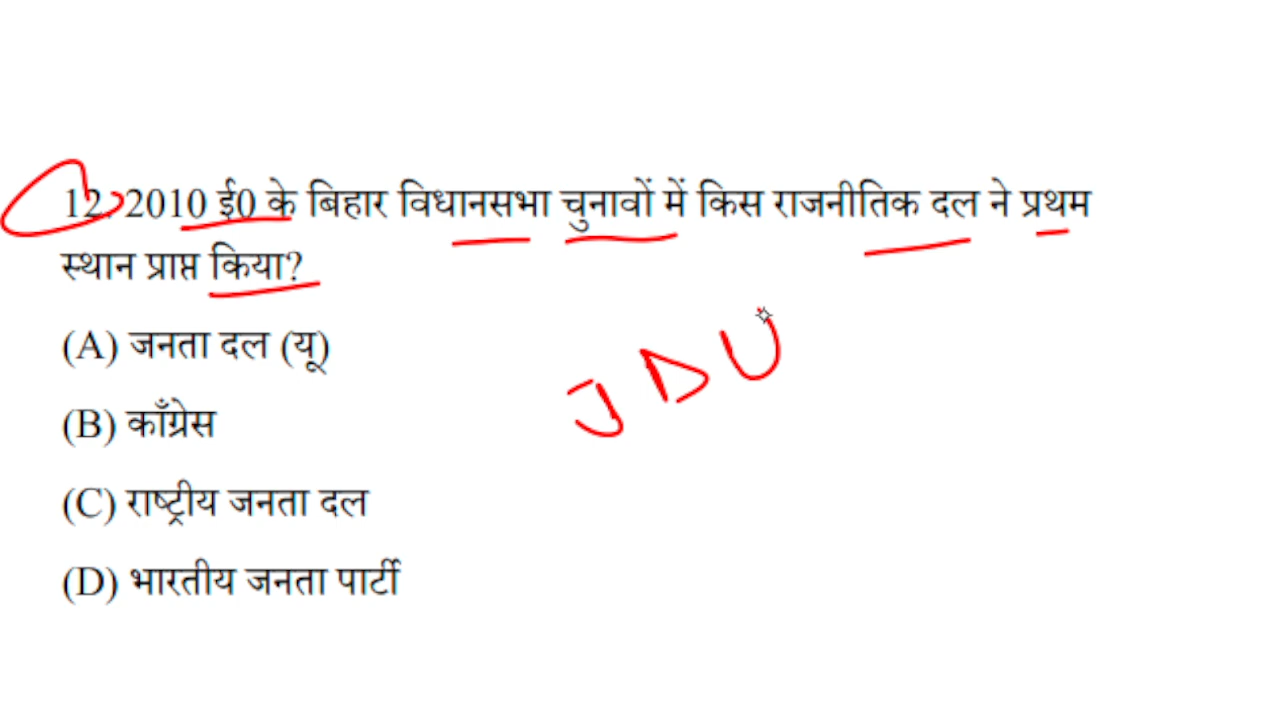 12. 2010 ई0 के बिहार विधानसभा चुनावों में किस राजनीतिक दल ने प्रथम
स्थान प्राप्त किया?
(A) जनता दल (यू)
JDU
(B) काँग्रेस
(C) राष्ट्रीय जनता दल
(D) भारतीय जनता पार्टी